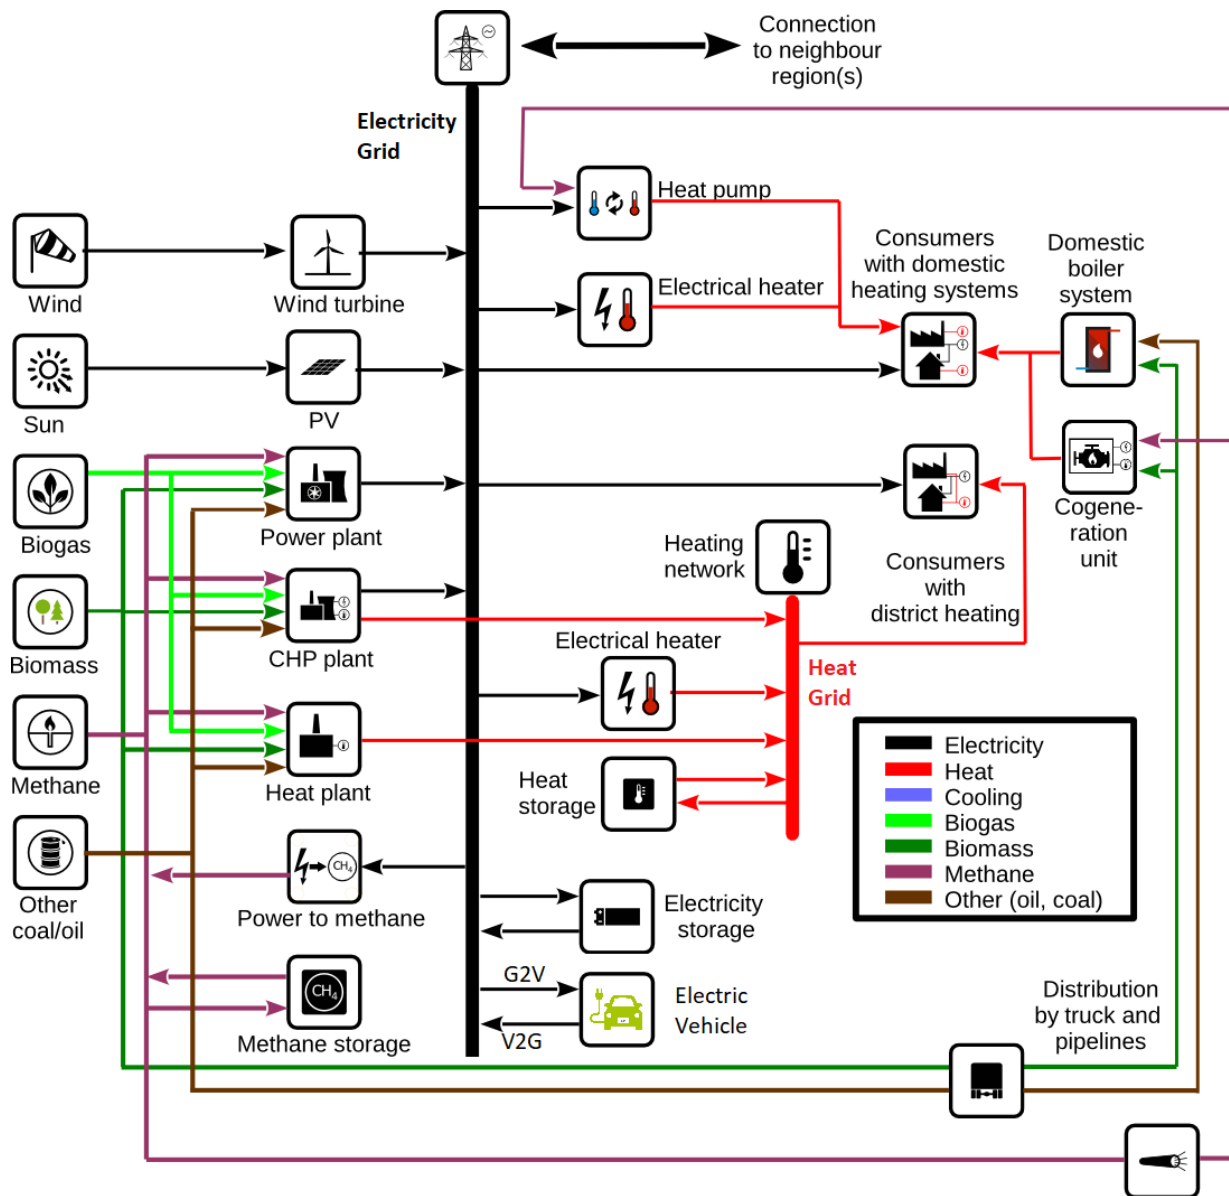 Connection
to neighbour
region(s)
Electricity
Grid
Heat pump
Consumers
with domestic
heating systems
Domestic
boiler
system
Electrical heater
Wind
Wind turbine
Sun
PV
Biogas
Power plant
Heating
network
Consumers
with
district heating
Cogene-
ration
unit
Biomass
CHP plant
Electrical heater
Heat
Grid
Methane
Heat plant
Heat
storage
Electricity
Heat
Cooling
Biogas
Biomass
Methane
Other (oil, coal)
Other
coal/oil
CH₄
Power to methane
Electricity
storage
CH₄
Methane storage
G2V
V2G
Electric
Vehicle
Distribution
by truck and
pipelines